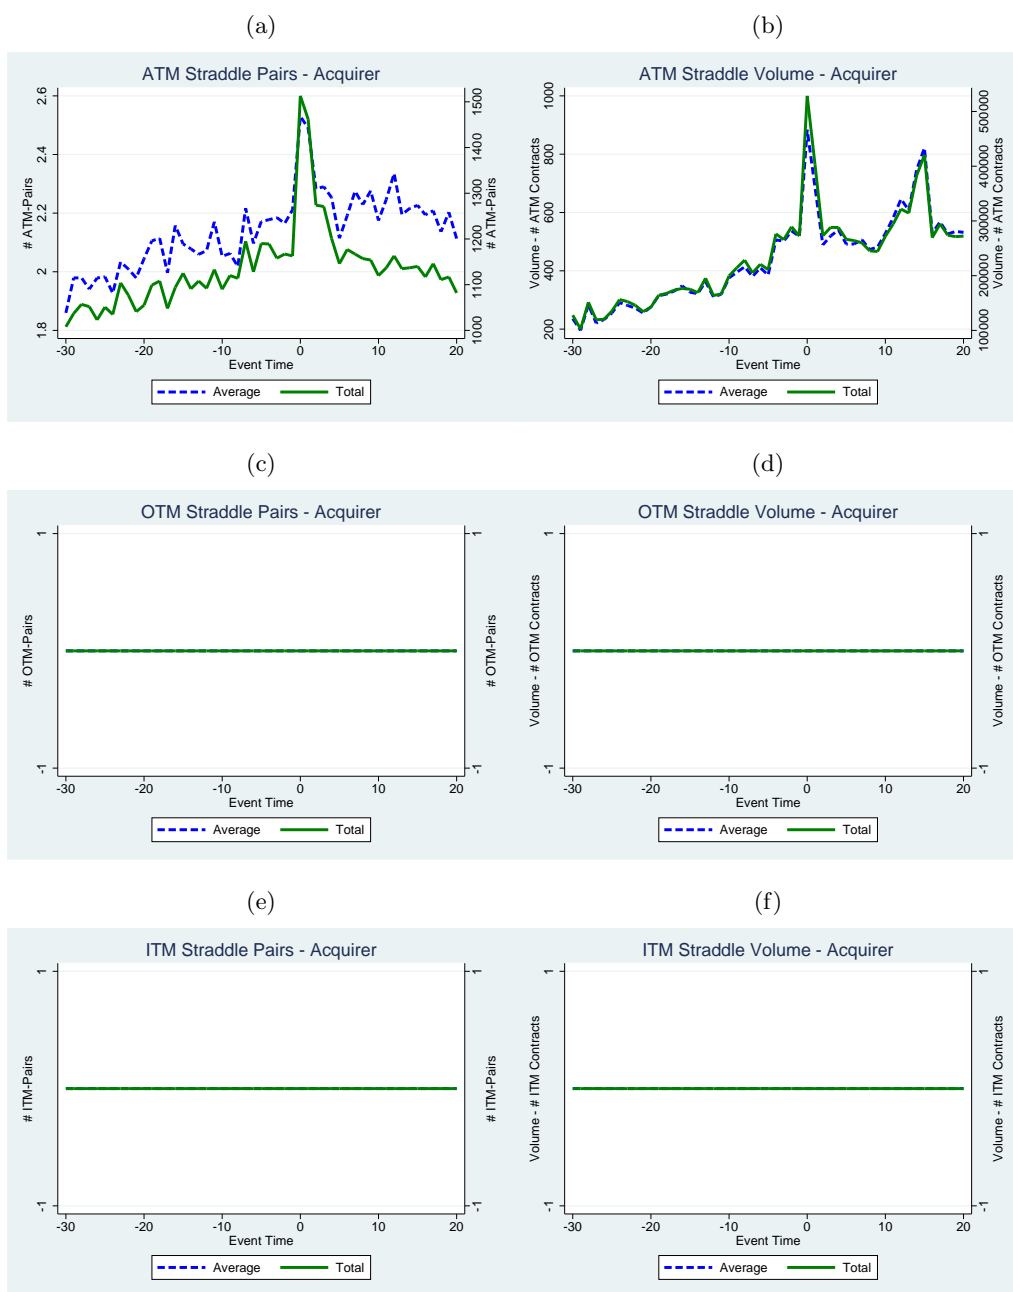 (a)
ATM Straddle Pairs - Acquirer
# ATM-Pairs
1.8 2 2.2 2.4 2.6
1000 1100 1200 1300 1400 1500
# ATM-Pairs
-30 -20 -10 0 10 20
Event Time
Average Total
(b)
ATM Straddle Volume - Acquirer
Volume - # ATM Contracts
200 400 600 800 1000
100000 200000 300000 400000 500000
Volume - # ATM Contracts
-30 -20 -10 0 10 20
Event Time
Average Total
(c)
OTM Straddle Pairs - Acquirer
# OTM-Pairs
-1 1
-1 1
# OTM-Pairs
-30 -20 -10 0 10 20
Event Time
Average Total
(d)
OTM Straddle Volume - Acquirer
Volume - # OTM Contracts
-1 1
-1 1
Volume - # OTM Contracts
-30 -20 -10 0 10 20
Event Time
Average Total
(e)
ITM Straddle Pairs - Acquirer
# ITM-Pairs
-1 1
-1 1
# ITM-Pairs
-30 -20 -10 0 10 20
Event Time
Average Total
(f)
ITM Straddle Volume - Acquirer
Volume - # ITM Contracts
-1 1
-1 1
Volume - # ITM Contracts
-30 -20 -10 0 10 20
Event Time
Average Total